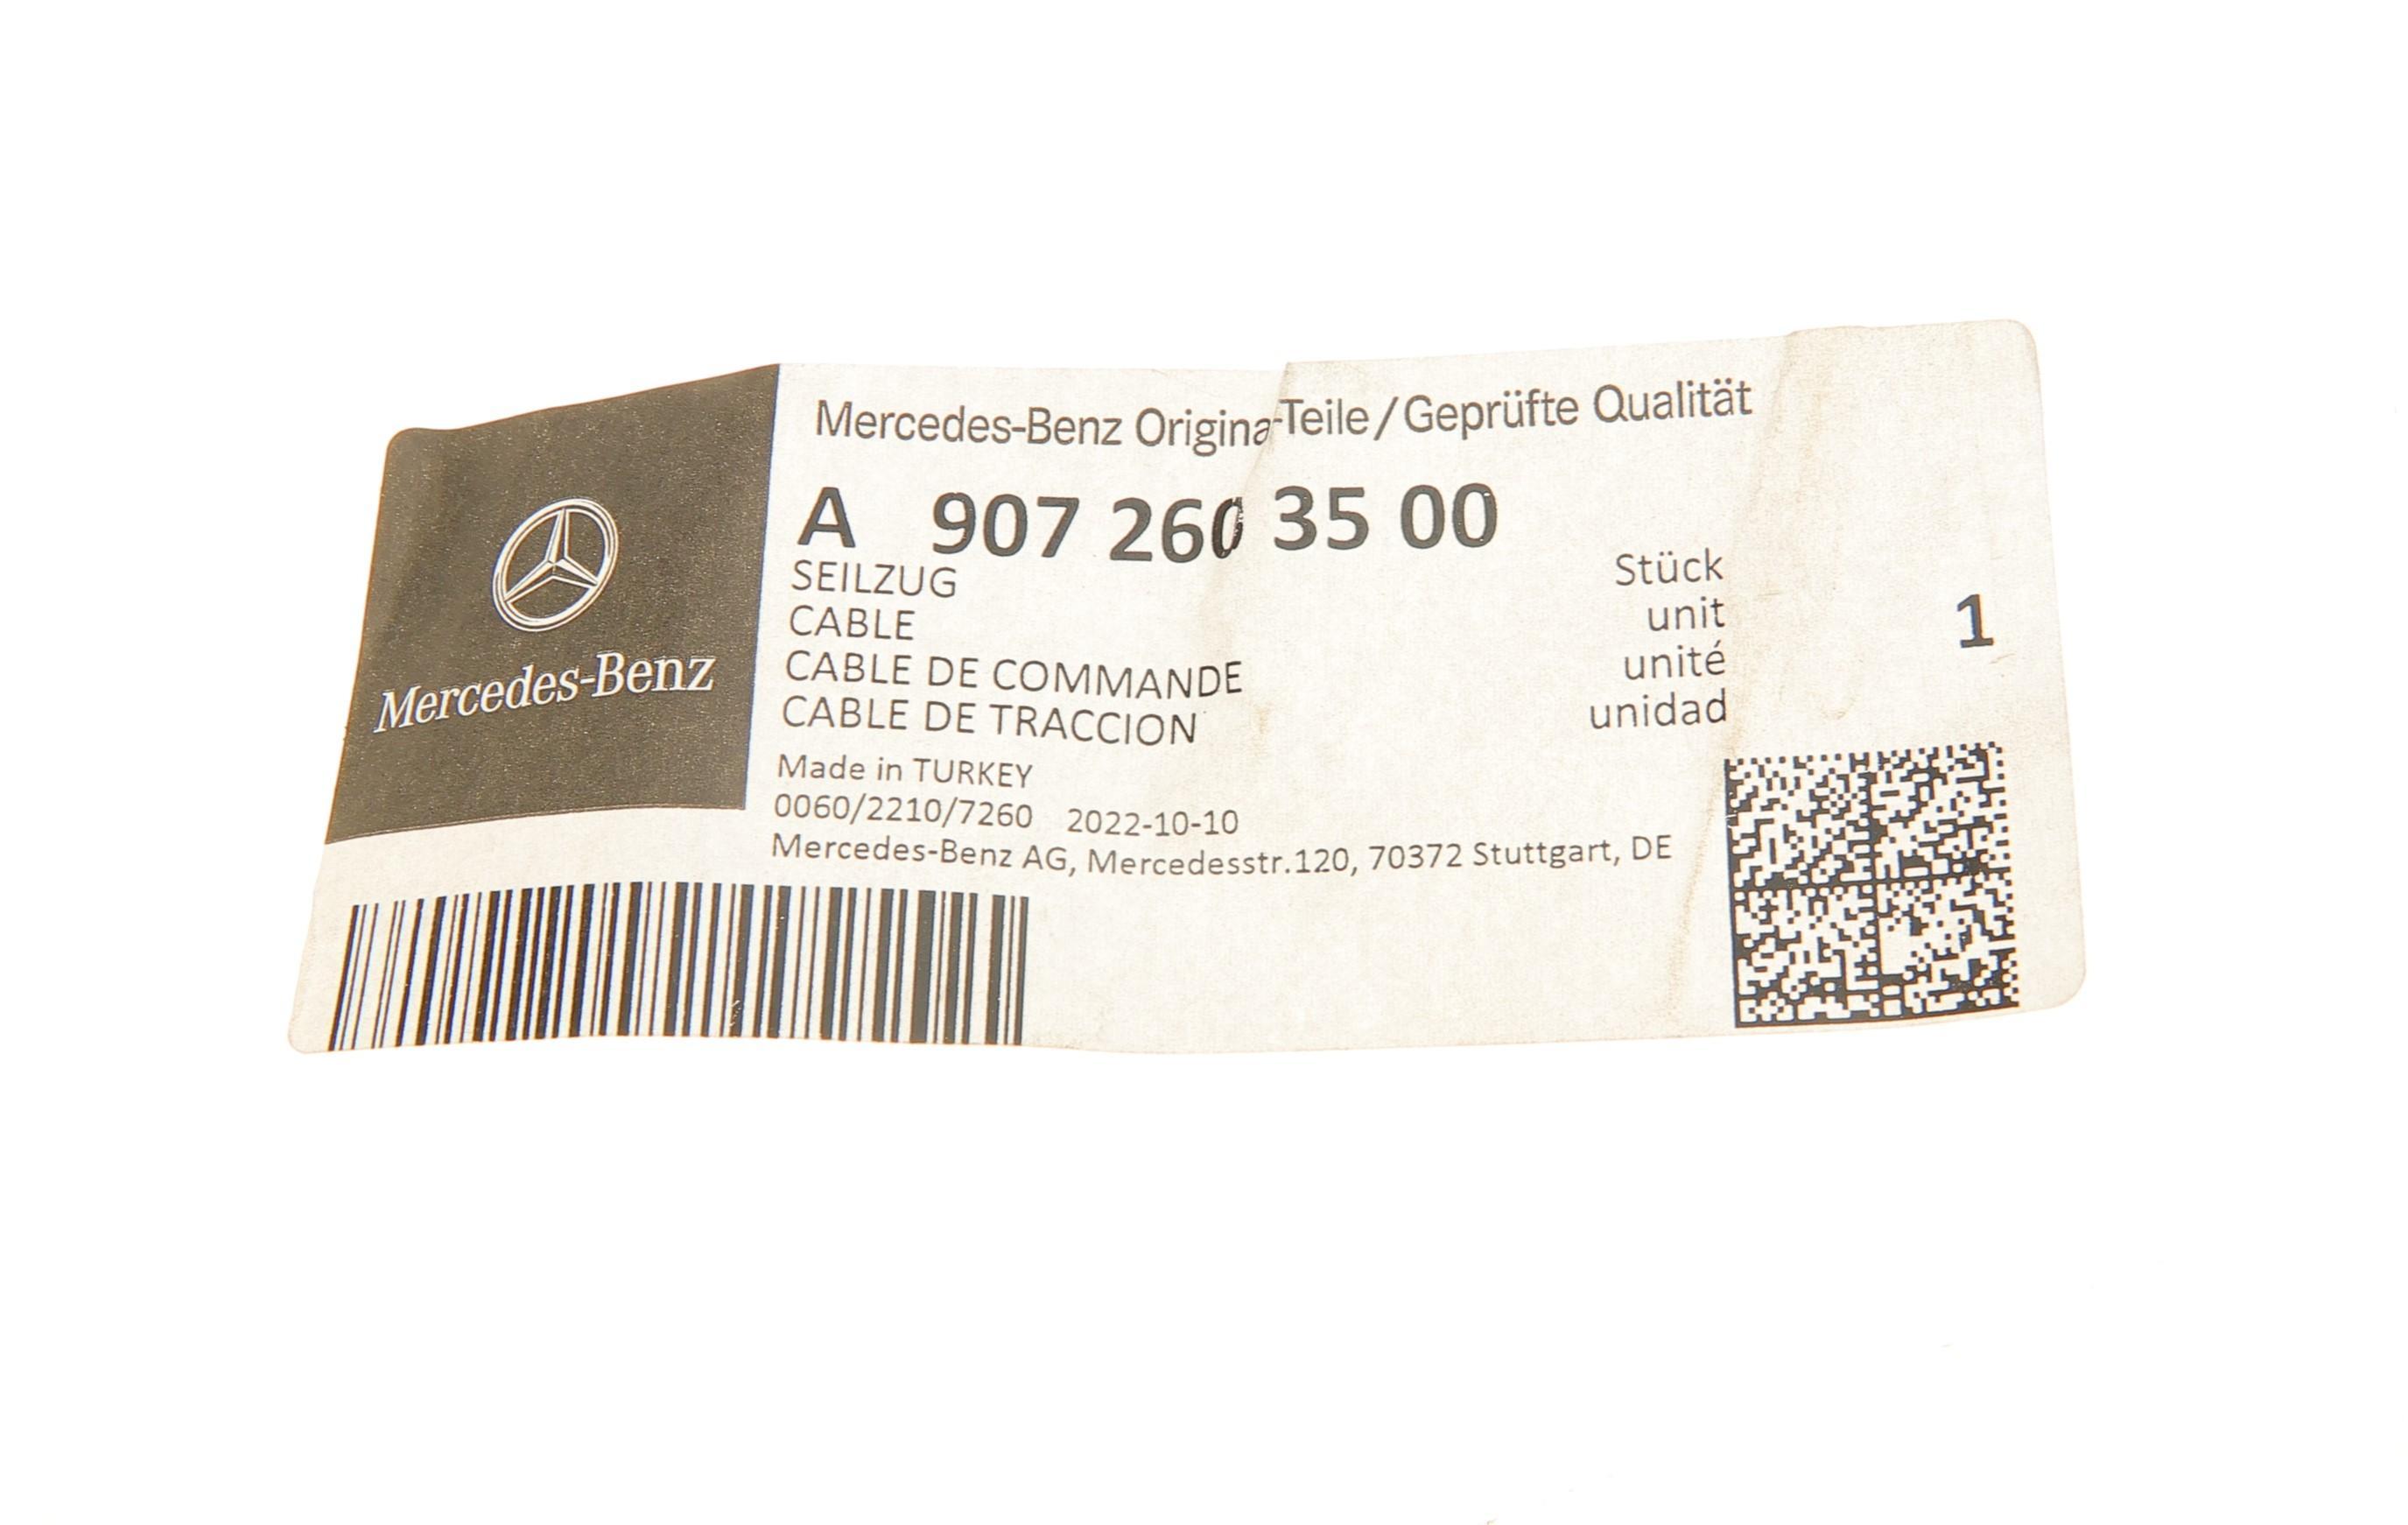 Mercedes-Benz
Mercedes-Benz Origina-Teile/Geprüfte Qualität
A 907 260 35 00
SEILZUG
CABLE
CABLE DE COMMANDE
CABLE DE TRACCION
Stück
unit
unité
unidad
1
Made in TURKEY
0060/2210/7260 2022-10-10
Mercedes-Benz AG, Mercedesstr.120, 70372 Stuttgart, DE